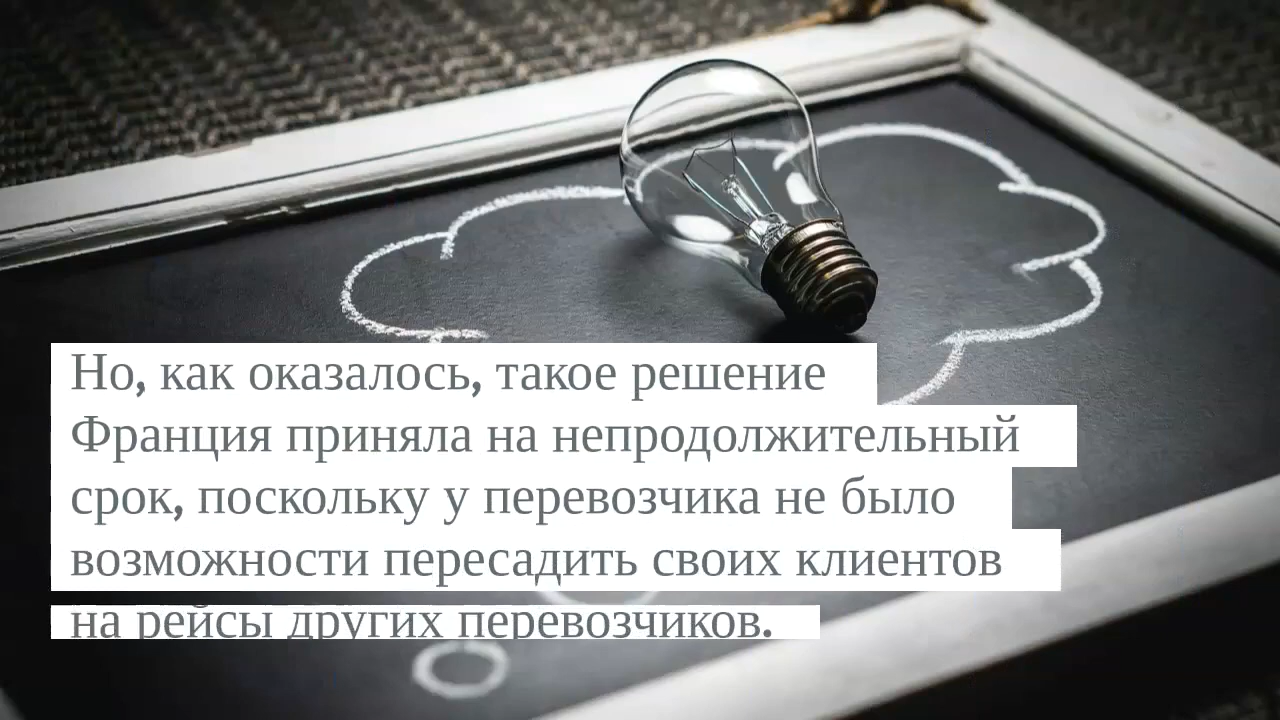 Но, как оказалось, такое решение
Франция приняла на непродолжительный
срок, поскольку у перевозчика не было
возможности пересадить своих клиентов
на рейсы других перевозчиков.